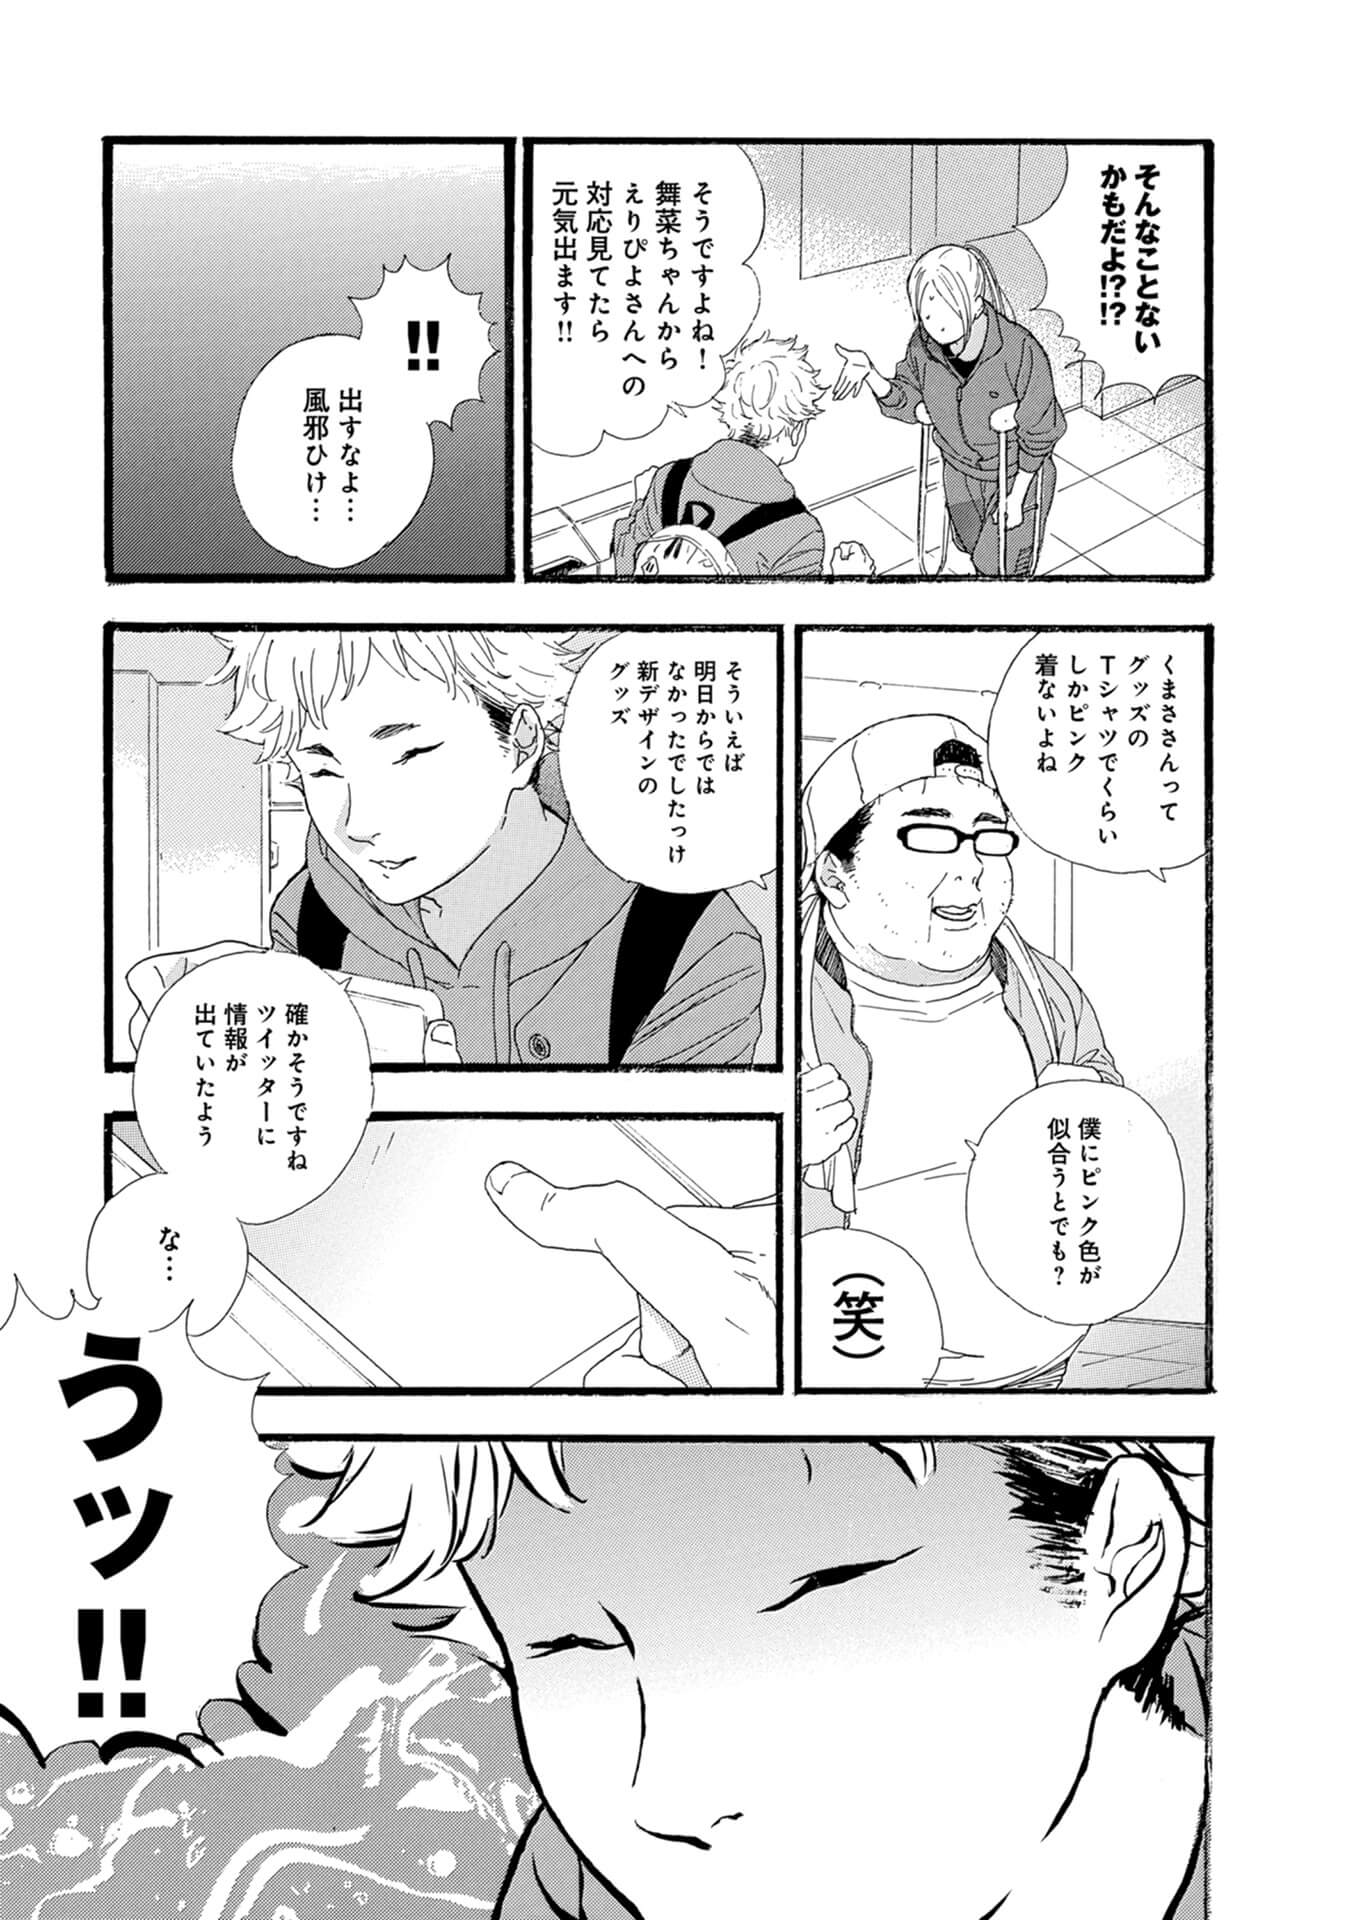 そんなことない
かもだよ!?!?
そうですよね！
舞菜ちゃんから
えりぴよさんへの
対応見てたら
元気出ます!!
!!
出すなよ…
風邪ひけ…
くまささんって
グッズの
Tシャツでくらい
しかピンク
着ないよね
僕にピンク色が
似合うとでも？
（笑）
そういえば
明日からでは
なかったでしたっけ
新デザインの
グッズ
確かそうですね
ツイッターに
情報が
出ていたよう
な…
うッ!!